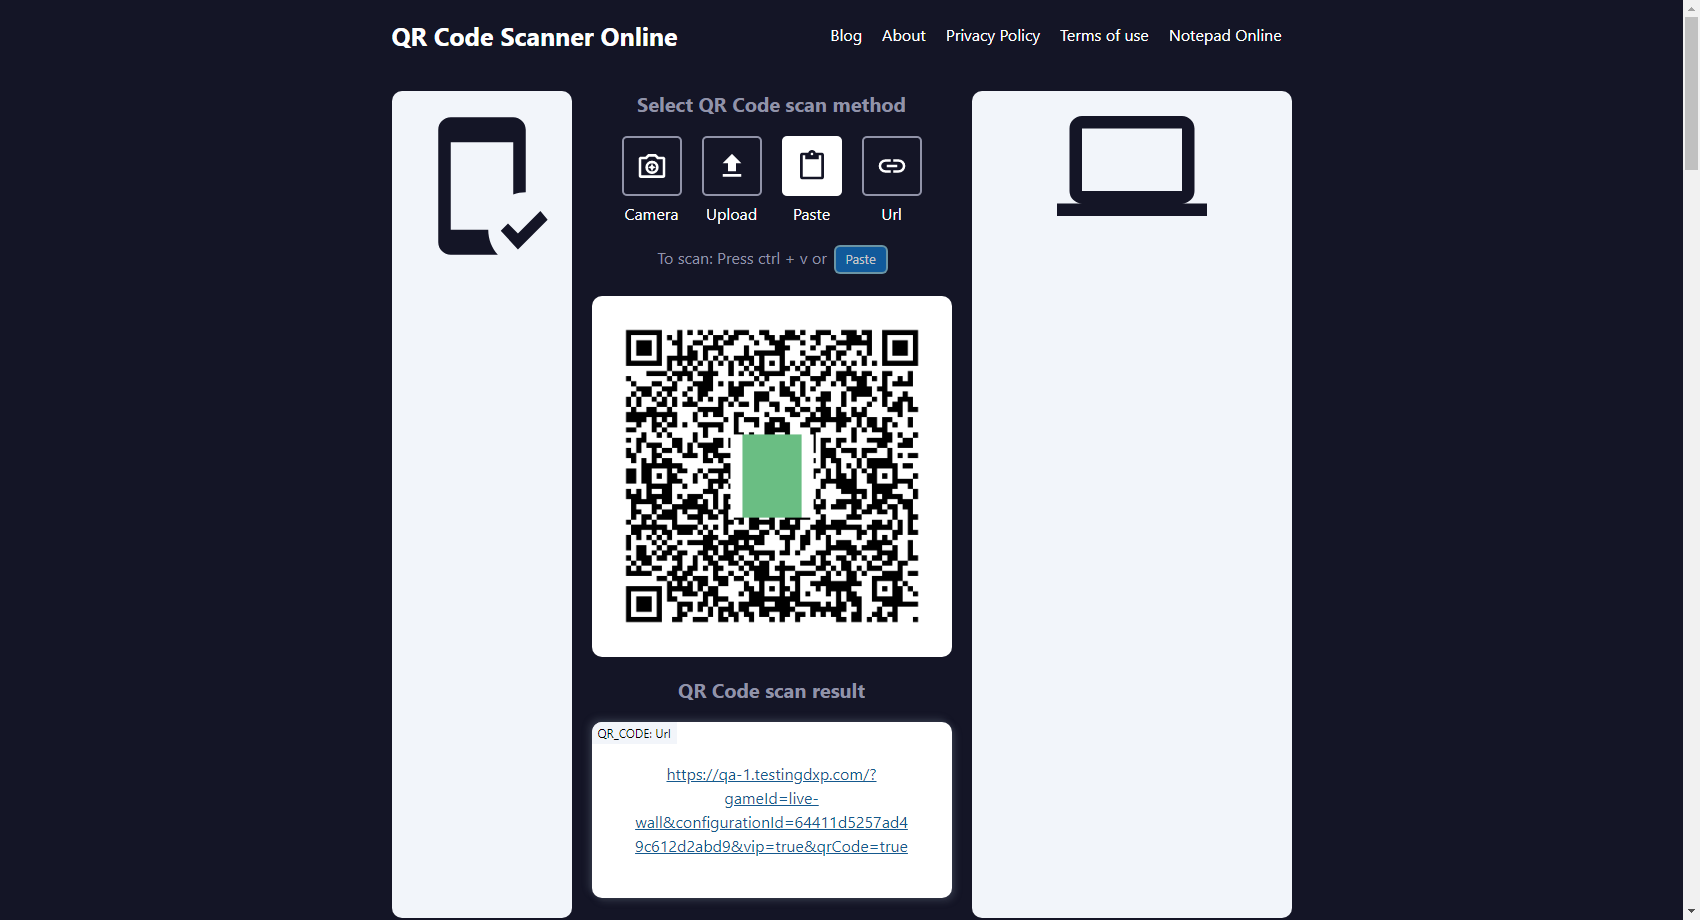 QR Code Scanner Online
Blog About Privacy Policy Terms of use Notepad Online
Select QR Code scan method
Camera Upload Paste Url
To scan: Press ctrl + v or Paste
QR Code scan result
QR_CODE: Url
https://qa-1.testingdxp.com/?
gameId=live-
wall&configurationId=64411d5257ad4
9c612d2abd9&vip=true&qrCode=true